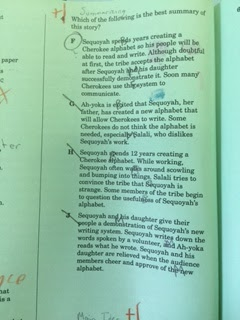 Summarizing
Which of the following is the best summary of
this story?
F Sequoyah spends years creating a
Cherokee alphabet so his people will be
able to read and write. Although doubtful
at first, the tribe accepts the alphabet
after Sequoyah and his daughter
successfully demonstrate it. Soon many
Cherokees use the system to
communicate.
G Ah-yoka is excited that Sequoyah, her
father, has created a new alphabet that
will allow Cherokees to write. Some
Cherokees do not think the alphabet is
needed, especially Salali, who dislikes
Sequoyah's work.
H Sequoyah spends 12 years creating a
Cherokee alphabet. While working,
Sequoyah often walks around scowling
and bumping into things. Salali tries to
convince the tribe that Sequoyah is
strange. Some members of the tribe begin
to question the usefulness of Sequoyah's
alphabet.
J Sequoyah and his daughter give their
people a demonstration of Sequoyah's new
writing system. Sequoyah writes down the
words spoken by a volunteer, and Ah-yoka
reads what he wrote. Sequoyah and his
daughter are relieved when the audience
members cheer and approve of the new
alphabet.
paper
s
a
hat
is a
Main Idea